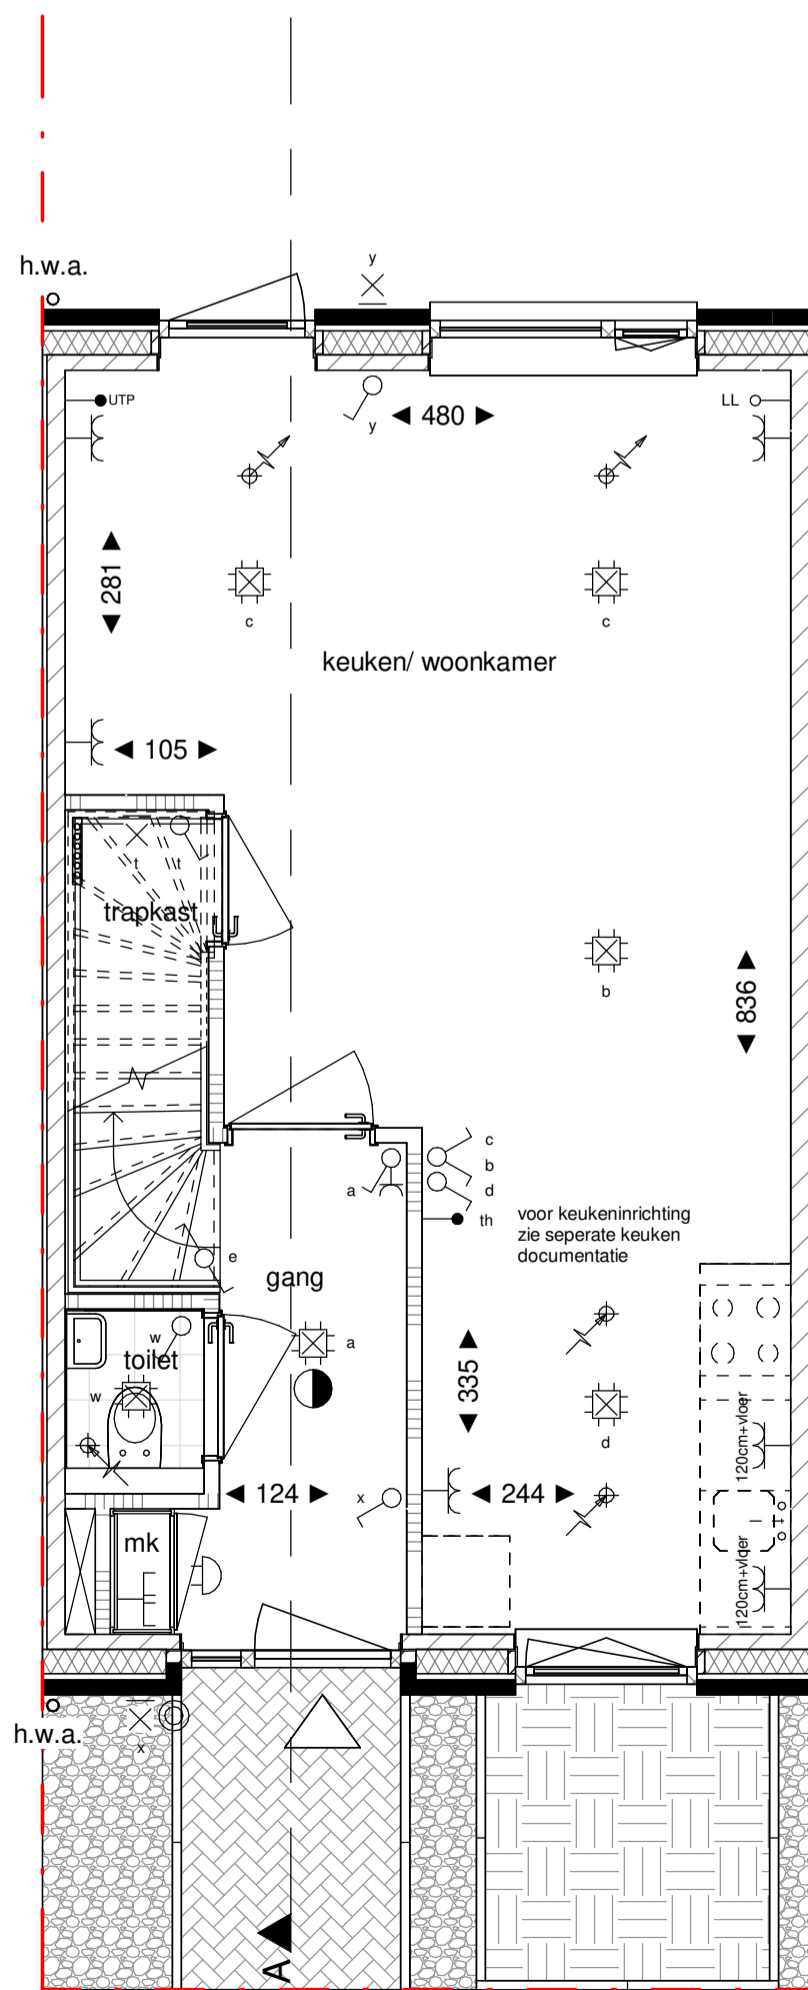 h.w.a.
y
UTP
y
480
LL
281
c
c
keuken/ woonkamer
105
t
t
trapkast
b
836
c
b
a
d
th
voor keukeninrichting
zie seperate keuken
documentatie
e
gang
w
toilet
a
335
w
d
120cm+vloer
x
124
244
mk
120cm+vloer
h.w.a.
x
A